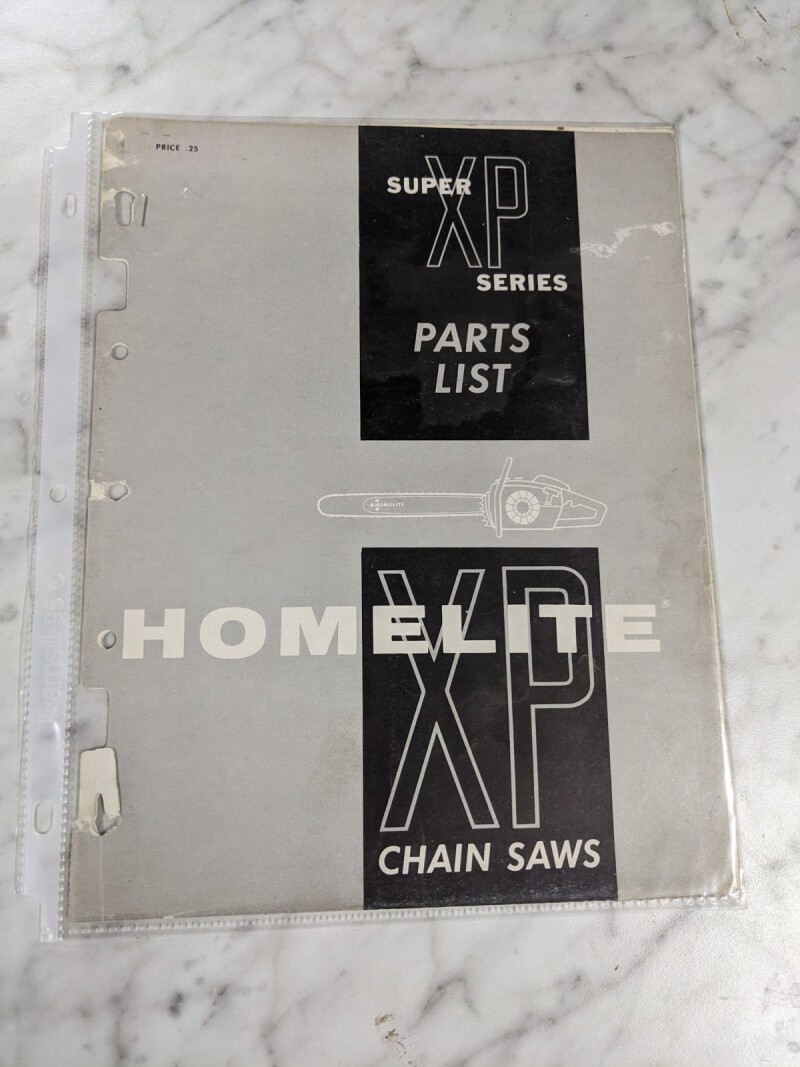 PRICE .25
SUPER XP
SERIES
PARTS
LIST
HOMELITE
HOMELITE®
XP
CHAIN SAWS